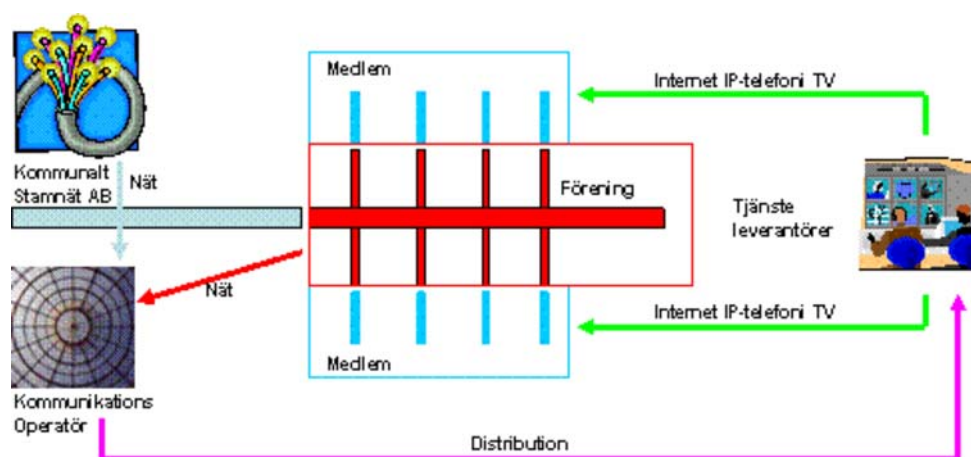 Medlem
Internet IP-telefoni TV
Kommunalt
Stamnät AB
Nät
Förening
Tjänste
leverantörer
Nät
Internet IP-telefoni TV
Medlem
Kommunikations
Operatör
Distribution